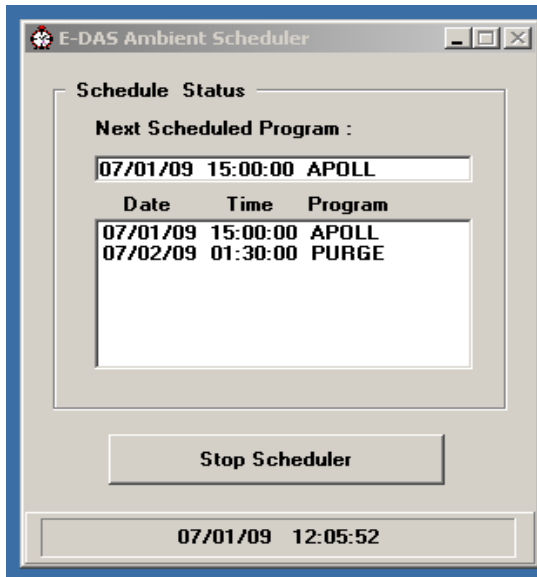 E-DAS Ambient Scheduler
Schedule Status
Next Scheduled Program :
07/01/09 15:00:00 APOLL
Date Time Program
07/01/09 15:00:00 APOLL
07/02/09 01:30:00 PURGE
Stop Scheduler
07/01/09 12:05:52